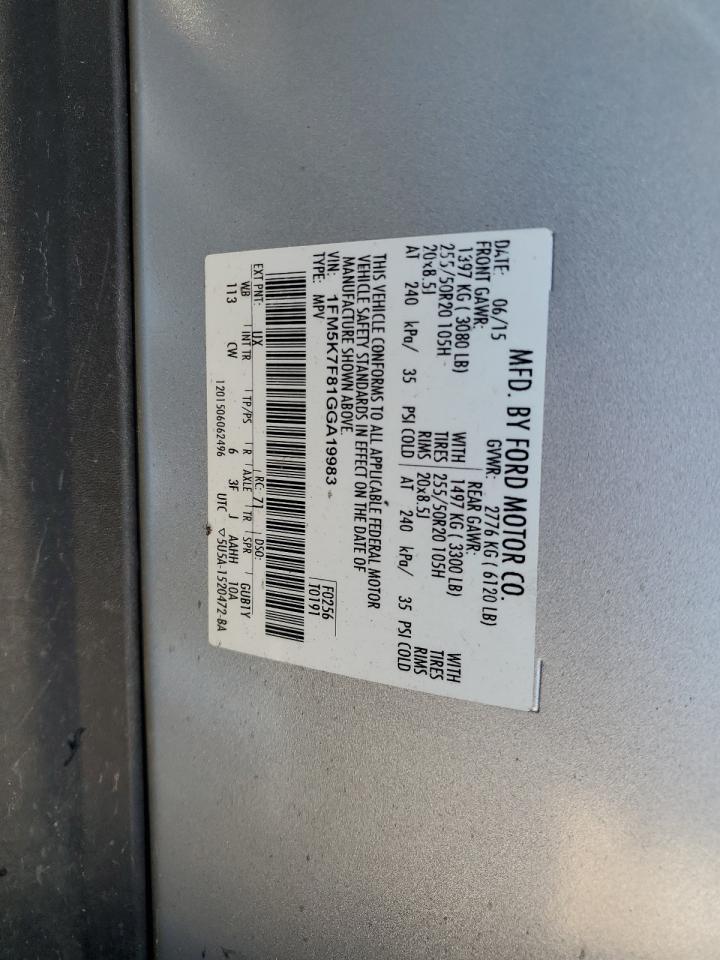 MFD. BY FORD MOTOR CO.
DATE: 06/15 GVWR: 2776 KG ( 6120 LB)
FRONT GAWR: REAR GAWR:
1397 KG ( 3080 LB) WITH 1497 KG ( 3300 LB) WITH
255/50R20 105H TIRES 255/50R20 105H TIRES
20x8.5J RIMS 20x8.5J RIMS
AT 240 kPa/ 35 PSI COLD AT 240 kPa/ 35 PSI COLD
THIS VEHICLE CONFORMS TO ALL APPLICABLE FEDERAL MOTOR
VEHICLE SAFETY STANDARDS IN EFFECT ON THE DATE OF
MANUFACTURE SHOWN ABOVE.
VIN: 1FM5K7F81GGA19983
TYPE: MPV
F0256
T0191
EXT PNT: UX RC: 71 DSO:
WB INT TR TP/PS R AXLE TR SPR GUB1Y
113 CW 6 3F J AAHH 10A
1201506062496 UTC ▽5U5A-1520472-BA